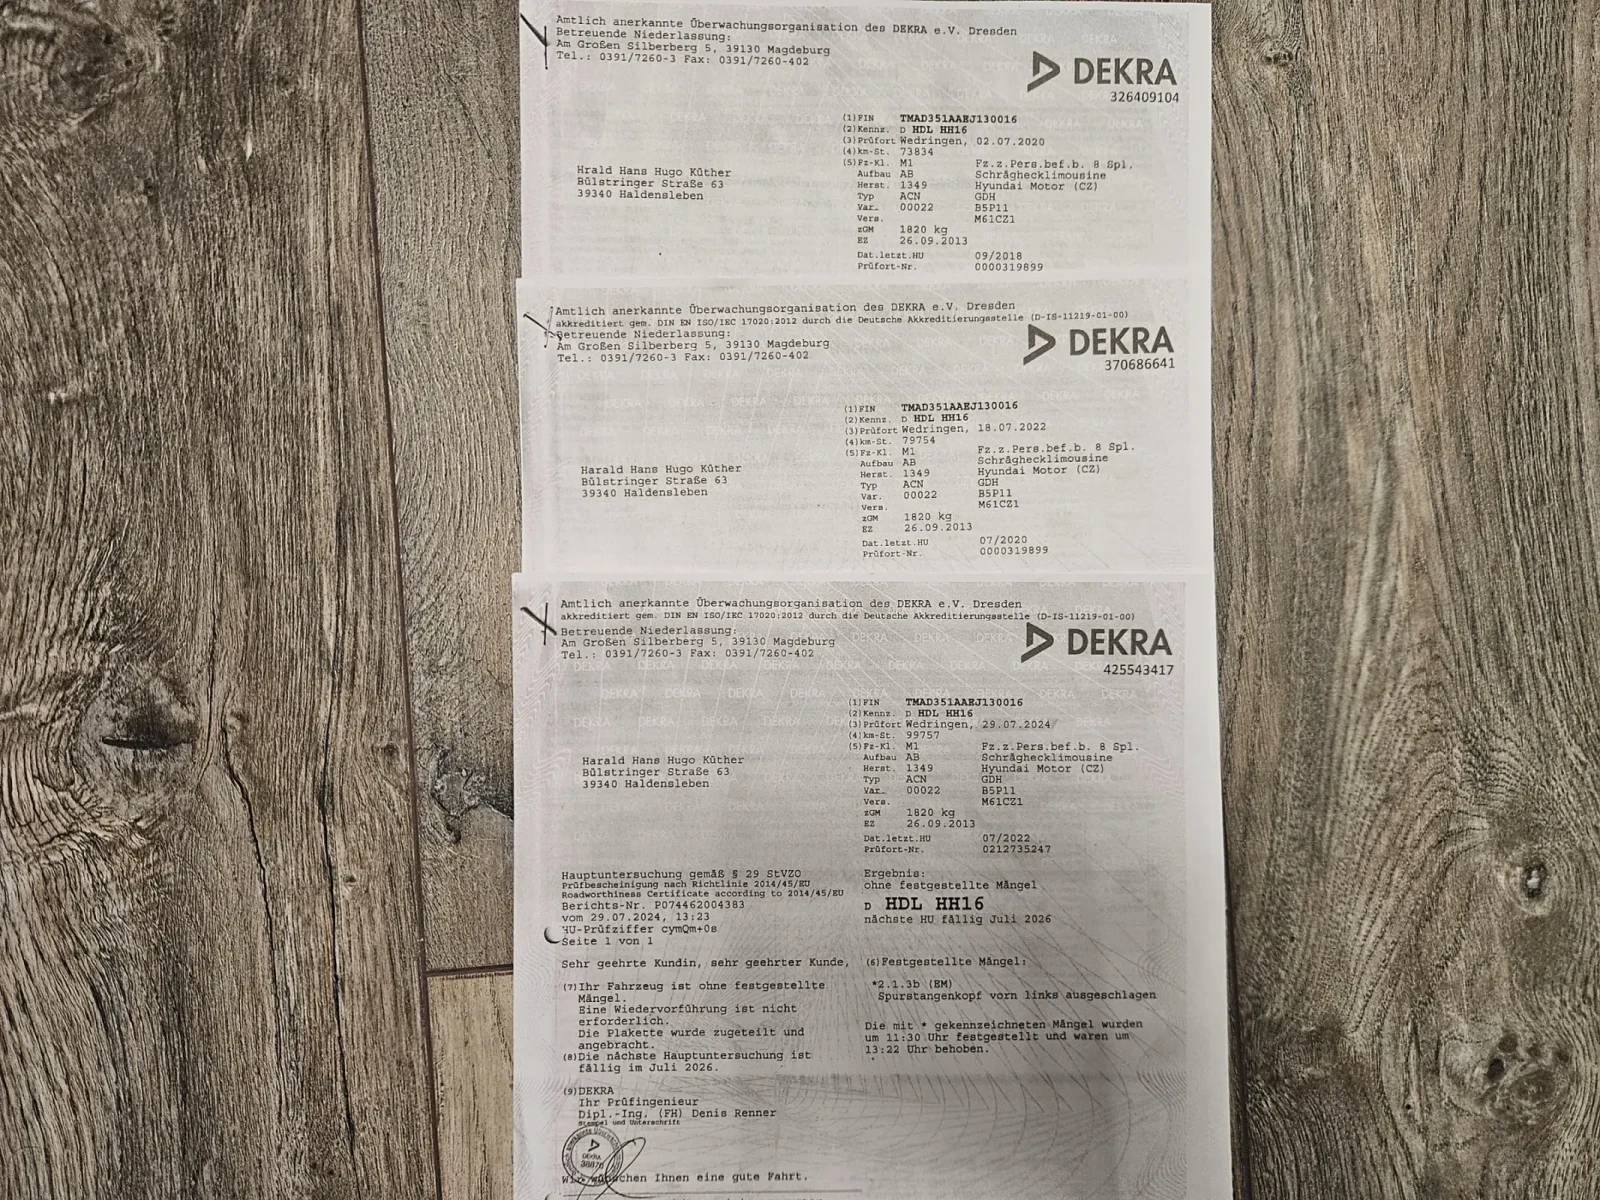 Amtlich anerkannte Überwachungsorganisation des DEKRA e.V. Dresden
Betreuende Niederlassung:
Am Großen Silberberg 5, 39130 Magdeburg
Tel.: 0391/7260-3 Fax: 0391/7260-402
DEKRA
326409104
(1)FIN TMAD351AAEJ130016
(2)Kennz. D HDL HH16
(3)Prüfort Wedringen, 02.07.2020
(4)km-St. 73834
(5)Fz-Kl. M1 Fz.z.Pers.bef.b. 8 Spl.
Aufbau AB Schräghecklimousine
Herst. 1349 Hyundai Motor (CZ)
Typ ACN GDH
Var. 00022 B5P11
Vers. M61CZ1
zGM 1820 kg
EZ 26.09.2013
Dat.letzt.HU 09/2018
Prüfort-Nr. 0000319899
Hrald Hans Hugo Küther
Bülstringer Straße 63
39340 Haldensleben
Amtlich anerkannte Überwachungsorganisation des DEKRA e.V. Dresden
akkreditiert gem. DIN EN ISO/IEC 17020:2012 durch die Deutsche Akkreditierungsstelle (D-IS-11219-01-00)
Betreuende Niederlassung:
Am Großen Silberberg 5, 39130 Magdeburg
Tel.: 0391/7260-3 Fax: 0391/7260-402
DEKRA
370686641
(1)FIN TMAD351AAEJ130016
(2)Kennz. D HDL HH16
(3)Prüfort Wedringen, 18.07.2022
(4)km-St. 79754
(5)Fz-Kl. M1 Fz.z.Pers.bef.b. 8 Spl.
Aufbau AB Schräghecklimousine
Herst. 1349 Hyundai Motor (CZ)
Typ ACN GDH
Var. 00022 B5P11
Vers. M61CZ1
zGM 1820 kg
EZ 26.09.2013
Dat.letzt.HU 07/2020
Prüfort-Nr. 0000319899
Harald Hans Hugo Küther
Bülstringer Straße 63
39340 Haldensleben
Amtlich anerkannte Überwachungsorganisation des DEKRA e.V. Dresden
akkreditiert gem. DIN EN ISO/IEC 17020:2012 durch die Deutsche Akkreditierungsstelle (D-IS-11219-01-00)
Betreuende Niederlassung:
Am Großen Silberberg 5, 39130 Magdeburg
Tel.: 0391/7260-3 Fax: 0391/7260-402
DEKRA
425543417
(1)FIN TMAD351AAEJ130016
(2)Kennz. D HDL HH16
(3)Prüfort Wedringen, 29.07.2024
(4)km-St. 99757
(5)Fz-Kl. M1 Fz.z.Pers.bef.b. 8 Spl.
Aufbau AB Schräghecklimousine
Herst. 1349 Hyundai Motor (CZ)
Typ ACN GDH
Var. 00022 B5P11
Vers. M61CZ1
zGM 1820 kg
EZ 26.09.2013
Dat.letzt.HU 07/2022
Prüfort-Nr. 0212735247
Harald Hans Hugo Küther
Bülstringer Straße 63
39340 Haldensleben
Hauptuntersuchung gemäß § 29 StVZO
Prüfbescheinigung nach Richtlinie 2014/45/EU
Roadworthiness Certificate according to 2014/45/EU
Berichts-Nr. P074462004383
vom 29.07.2024, 13:23
HU-Prüfziffer cymQm+0s
Seite 1 von 1
Ergebnis:
ohne festgestellte Mängel
D HDL HH16
nächste HU fällig Juli 2026
Sehr geehrte Kundin, sehr geehrter Kunde,
(7)Ihr Fahrzeug ist ohne festgestellte
Mängel.
Eine Wiedervorführung ist nicht
erforderlich.
Die Plakette wurde zugeteilt und
angebracht.
(8)Die nächste Hauptuntersuchung ist
fällig im Juli 2026.
(6)Festgestellte Mängel:
*2.1.3b (EM)
Spurstangenkopf vorn links ausgeschlagen
Die mit * gekennzeichneten Mängel wurden
um 11:30 Uhr festgestellt und waren um
13:22 Uhr behoben.
(9)DEKRA
Ihr Prüfingenieur
Dipl.-Ing. (FH) Denis Renner
Stempel und Unterschrift
DEKRA
Wir wünschen Ihnen eine gute Fahrt.